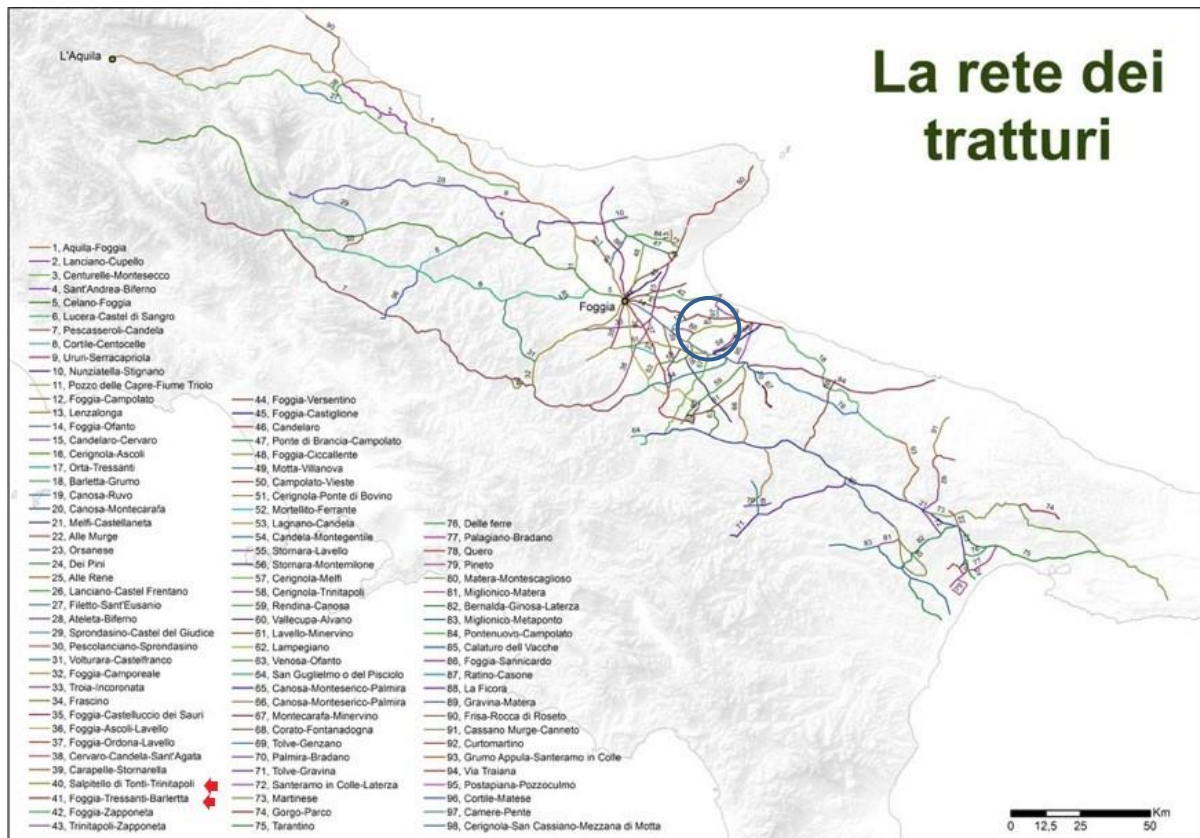 La rete dei
tratturi
L'Aquila
Foggia
1, Aquila-Foggia
2, Lanciano-Cupello
3, Centurelle-Montesecco
4, Sant'Andrea-Biferno
5, Celano-Foggia
6, Lucera-Castel di Sangro
7, Pescasseroli-Candela
8, Cortile-Centocelle
9, Ururi-Serracapriola
10, Nunziatella-Stignano
11, Pozzo delle Capre-Fiume Triolo
12, Foggia-Campolato
13, Lenzalonga
14, Foggia-Ofanto
15, Candelaro-Cervaro
16, Cerignola-Ascoli
17, Orta-Tressanti
18, Barletta-Grumo
19, Canosa-Ruvo
20, Canosa-Montecarafa
21, Melfi-Castellaneta
22, Alle Murge
23, Orsanese
24, Dei Pini
25, Alle Rene
26, Lanciano-Castel Frentano
27, Filetto-Sant'Eusanio
28, Ateleta-Biferno
29, Sprondasino-Castel del Giudice
30, Pescolanciano-Sprondasino
31, Volturara-Castelfranco
32, Foggia-Camporeale
33, Troia-Incoronata
34, Frascino
35, Foggia-Castelluccio dei Sauri
36, Foggia-Ascoli-Lavello
37, Foggia-Ordona-Lavello
38, Cervaro-Candela-Sant'Agata
39, Carapelle-Stornarella
40, Salpitello di Tonti-Trinitapoli
41, Foggia-Tressanti-Barlertta
42, Foggia-Zapponeta
43, Trinitapoli-Zapponeta
44, Foggia-Versentino
45, Foggia-Castiglione
46, Candelaro
47, Ponte di Brancia-Campolato
48, Foggia-Ciccallente
49, Motta-Villanova
50, Campolato-Vieste
51, Cerignola-Ponte di Bovino
52, Mortellito-Ferrante
53, Lagnano-Candela
54, Candela-Montegentile
55, Stornara-Lavello
56, Stornara-Montemilone
57, Cerignola-Melfi
58, Cerignola-Trinitapoli
59, Rendina-Canosa
60, Vallecupa-Alvano
61, Lavello-Minervino
62, Lampegiano
63, Venosa-Ofanto
64, San Guglielmo o del Pisciolo
65, Canosa-Monteserico-Palmira
66, Canosa-Monteserico-Palmira
67, Montecarafa-Minervino
68, Corato-Fontanadogna
69, Tolve-Genzano
70, Palmira-Bradano
71, Tolve-Gravina
72, Santeramo in Colle-Laterza
73, Martinese
74, Gorgo-Parco
75, Tarantino
76, Delle ferre
77, Palagiano-Bradano
78, Quero
79, Pineto
80, Matera-Montescaglioso
81, Miglionico-Matera
82, Bernalda-Ginosa-Laterza
83, Miglionico-Metaponto
84, Pontenuovo-Campolato
85, Calaturo dell Vacche
86, Foggia-Sannicardo
87, Ratino-Casone
88, La Ficora
89, Gravina-Matera
90, Frisa-Rocca di Roseto
91, Cassano Murge-Canneto
92, Curtomartino
93, Grumo Appula-Santeramo in Colle
94, Via Traiana
95, Postapiana-Pozzoculmo
96, Cortile-Matese
97, Camere-Pente
98, Cerignola-San Cassiano-Mezzana di Motta
0 12,5 25 50
Km